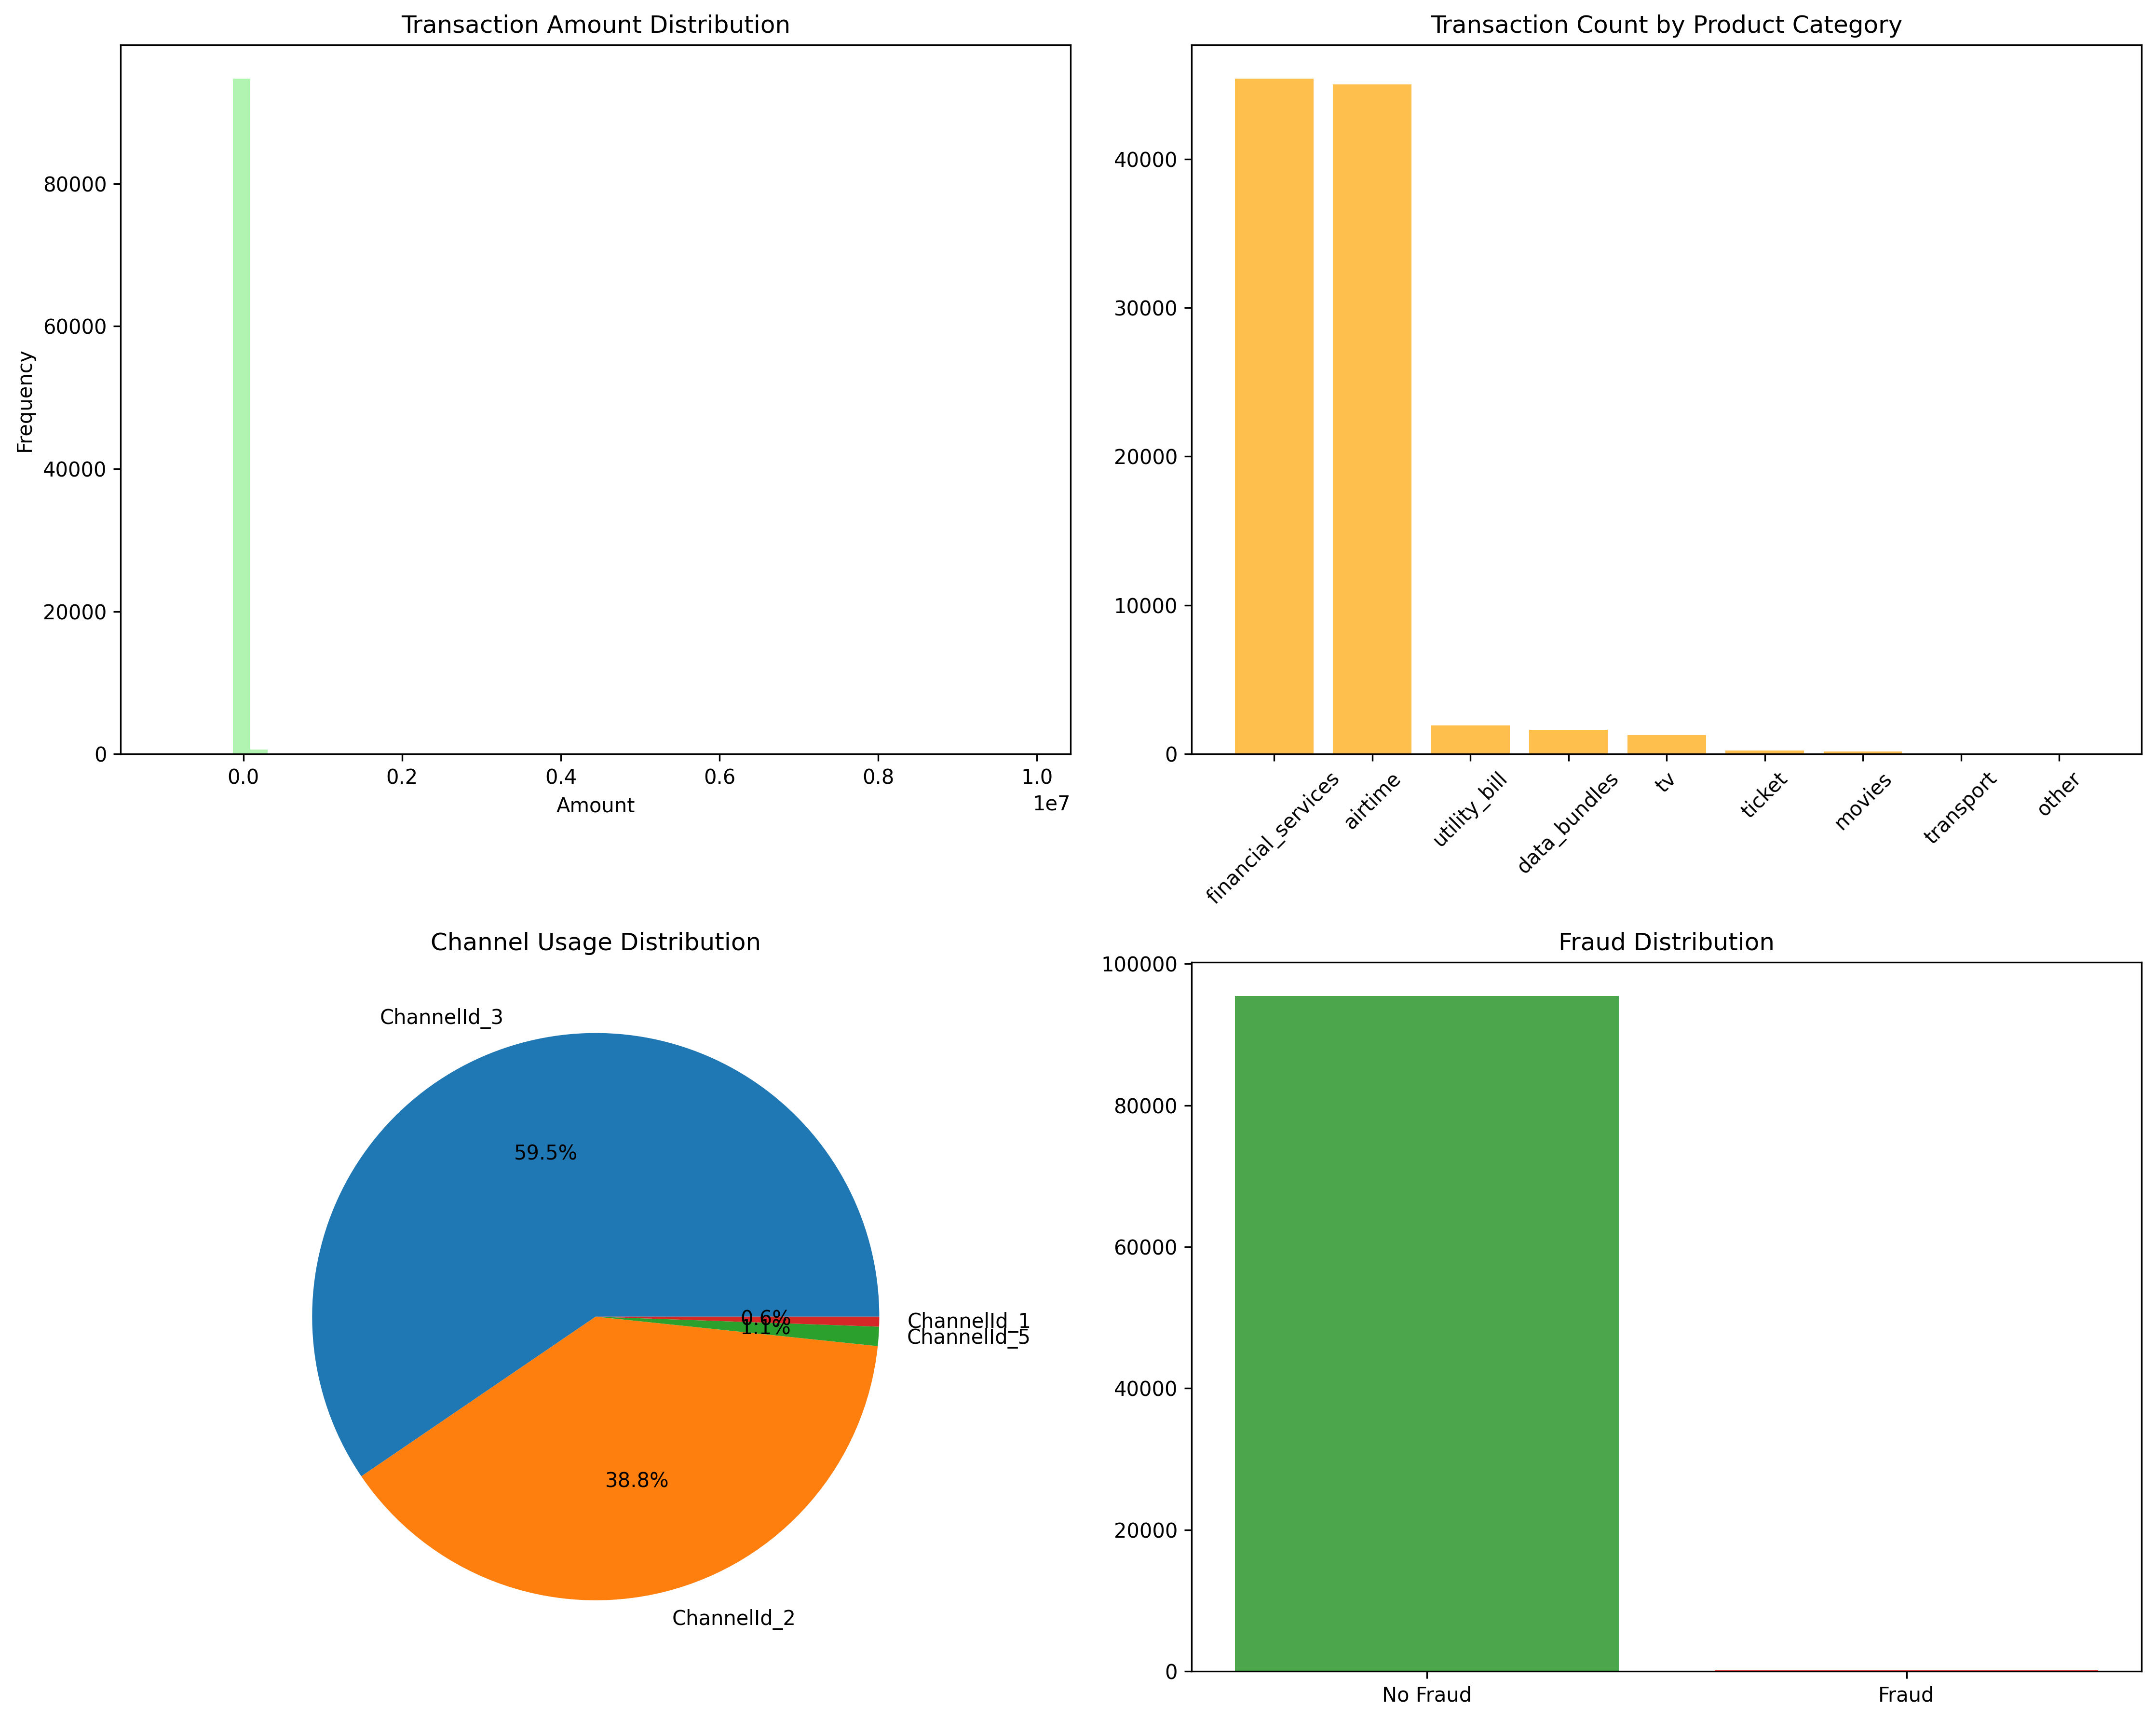 Transaction Amount Distribution
80000
60000
40000
20000
0
Frequency
0.0 0.2 0.4 0.6 0.8 1.0
1e7
Amount
Transaction Count by Product Category
40000
30000
20000
10000
0
financial_services
airtime
utility_bill
data_bundles
tv
ticket
movies
transport
other
Channel Usage Distribution
ChannelId_3
59.5%
0.6%
ChannelId_1
1.1%
ChannelId_5
38.8%
ChannelId_2
Fraud Distribution
100000
80000
60000
40000
20000
0
No Fraud Fraud